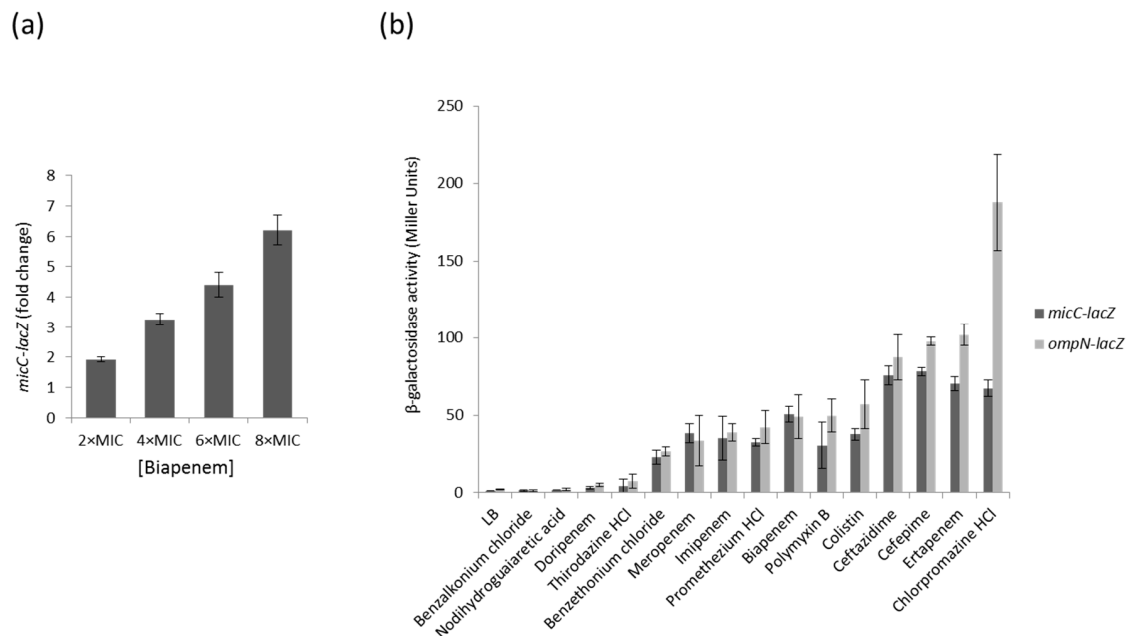 (a)
(b)
micC-lacZ (fold change)
8
7
6
5
4
3
2
1
0
2×MIC 4×MIC 6×MIC 8×MIC
[Biapenem]
β-galactosidase activity (Miller Units)
250
200
150
100
50
0
LB
Benzalkonium chloride
Nodihydroguaiaretic acid
Doripenem
Thirodazine HCl
Benzethonium chloride
Meropenem
Imipenem
Promethezium HCl
Biapenem
Polymyxin B
Colistin
Ceftazidime
Cefepime
Ertapenem
Chlorpromazine HCl
micC-lacZ
ompN-lacZ